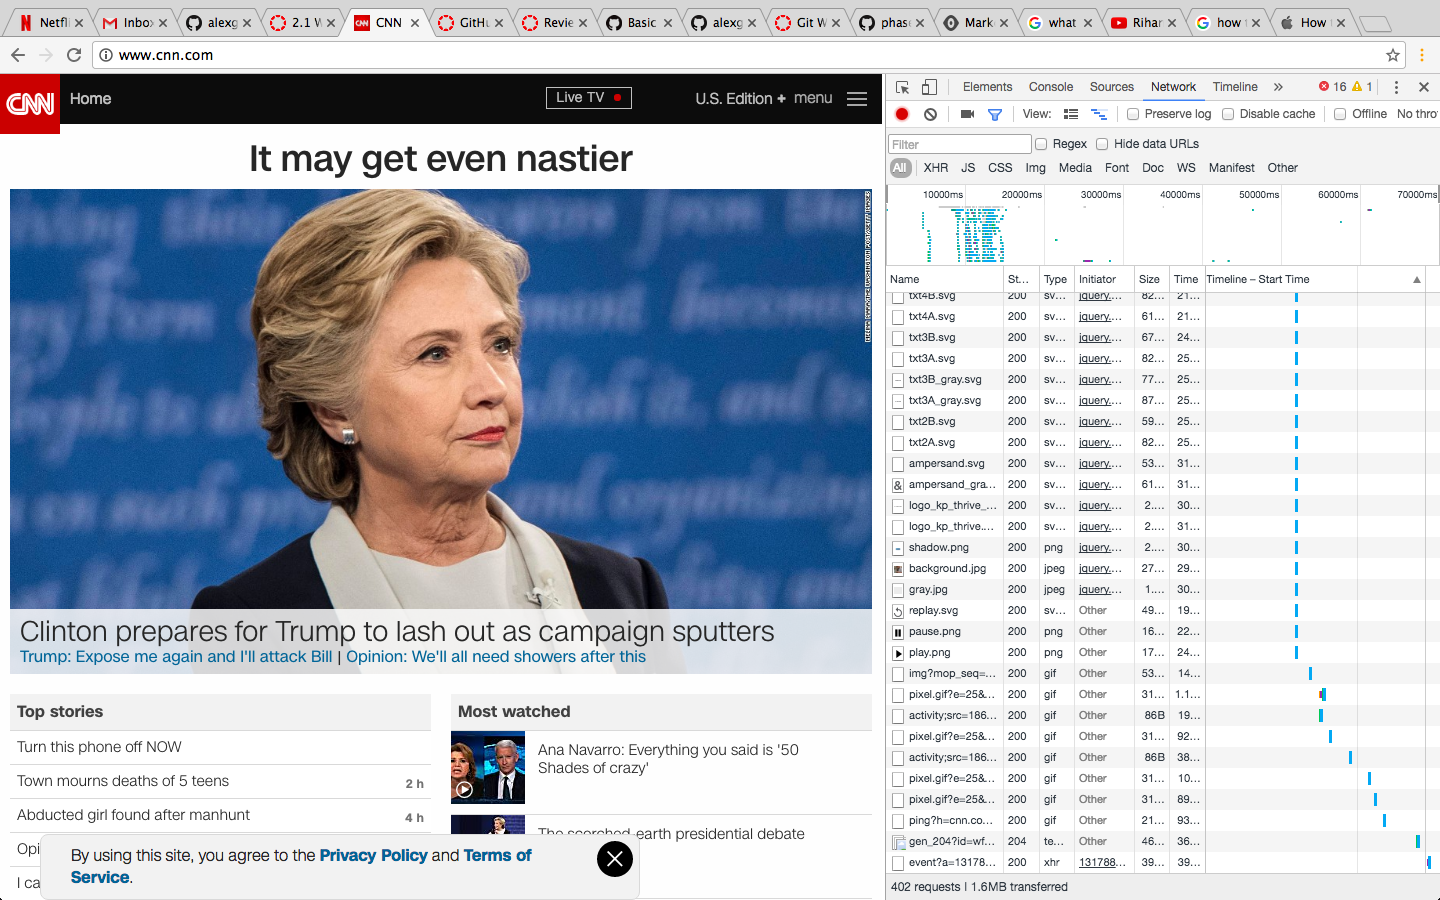 Netfli
Inbo
alexg
2.1 W
CNN
GitHu
Revie
Basic
alexg
Git W
phas
Mark
what
Rihar
how
How
www.cnn.com
CNN
Home
Live TV
U.S. Edition +
menu
It may get even nastier
Clinton prepares for Trump to lash out as campaign sputters
Trump: Expose me again and I'll attack Bill | Opinion: We'll all need showers after this
Top stories
Turn this phone off NOW
Town mourns deaths of 5 teens
2 h
Abducted girl found after manhunt
4 h
Opi
I ca
Most watched
Ana Navarro: Everything you said is '50
Shades of crazy'
The scorched-earth presidential debate
By using this site, you agree to the Privacy Policy and Terms of
Service.
Elements Console Sources Network Timeline » 16 1
View: Preserve log Disable cache Offline No thro
Filter Regex Hide data URLs
All XHR JS CSS Img Media Font Doc WS Manifest Other
10000ms 20000ms 30000ms 40000ms 50000ms 60000ms 70000ms
Name St... Type Initiator Size Time Timeline – Start Time
txt4B.svg 200 sv... jquery.... 82... 21...
txt4A.svg 200 sv... jquery.... 61... 21...
txt3B.svg 200 sv... jquery.... 67... 24...
txt3A.svg 200 sv... jquery.... 82... 25...
txt3B_gray.svg 200 sv... jquery.... 77... 25...
txt3A_gray.svg 200 sv... jquery.... 87... 25...
txt2B.svg 200 sv... jquery.... 59... 25...
txt2A.svg 200 sv... jquery.... 82... 25...
ampersand.svg 200 sv... jquery.... 53... 31...
ampersand_gra... 200 sv... jquery.... 61... 31...
logo_kp_thrive_... 200 sv... jquery.... 2.... 30...
logo_kp_thrive.... 200 sv... jquery.... 2.... 31...
shadow.png 200 png jquery.... 2.... 30...
background.jpg 200 jpeg jquery.... 27... 29...
gray.jpg 200 jpeg jquery.... 1.... 30...
replay.svg 200 sv... Other 49... 19...
pause.png 200 png Other 16... 22...
play.png 200 png Other 17... 24...
img?mop_seq=... 200 gif Other 53... 14...
pixel.gif?e=25&... 200 gif Other 31... 1.1...
activity;src=186... 200 gif Other 86B 19...
pixel.gif?e=25&... 200 gif Other 31... 92...
activity;src=186... 200 gif Other 86B 38...
pixel.gif?e=25&... 200 gif Other 31... 10...
pixel.gif?e=25&... 200 gif Other 31... 89...
ping?h=cnn.co... 200 gif Other 21... 93...
gen_204?id=wf... 204 te... Other 46... 36...
event?a=13178... 200 xhr 131788... 39... 39...
402 requests | 1.6MB transferred